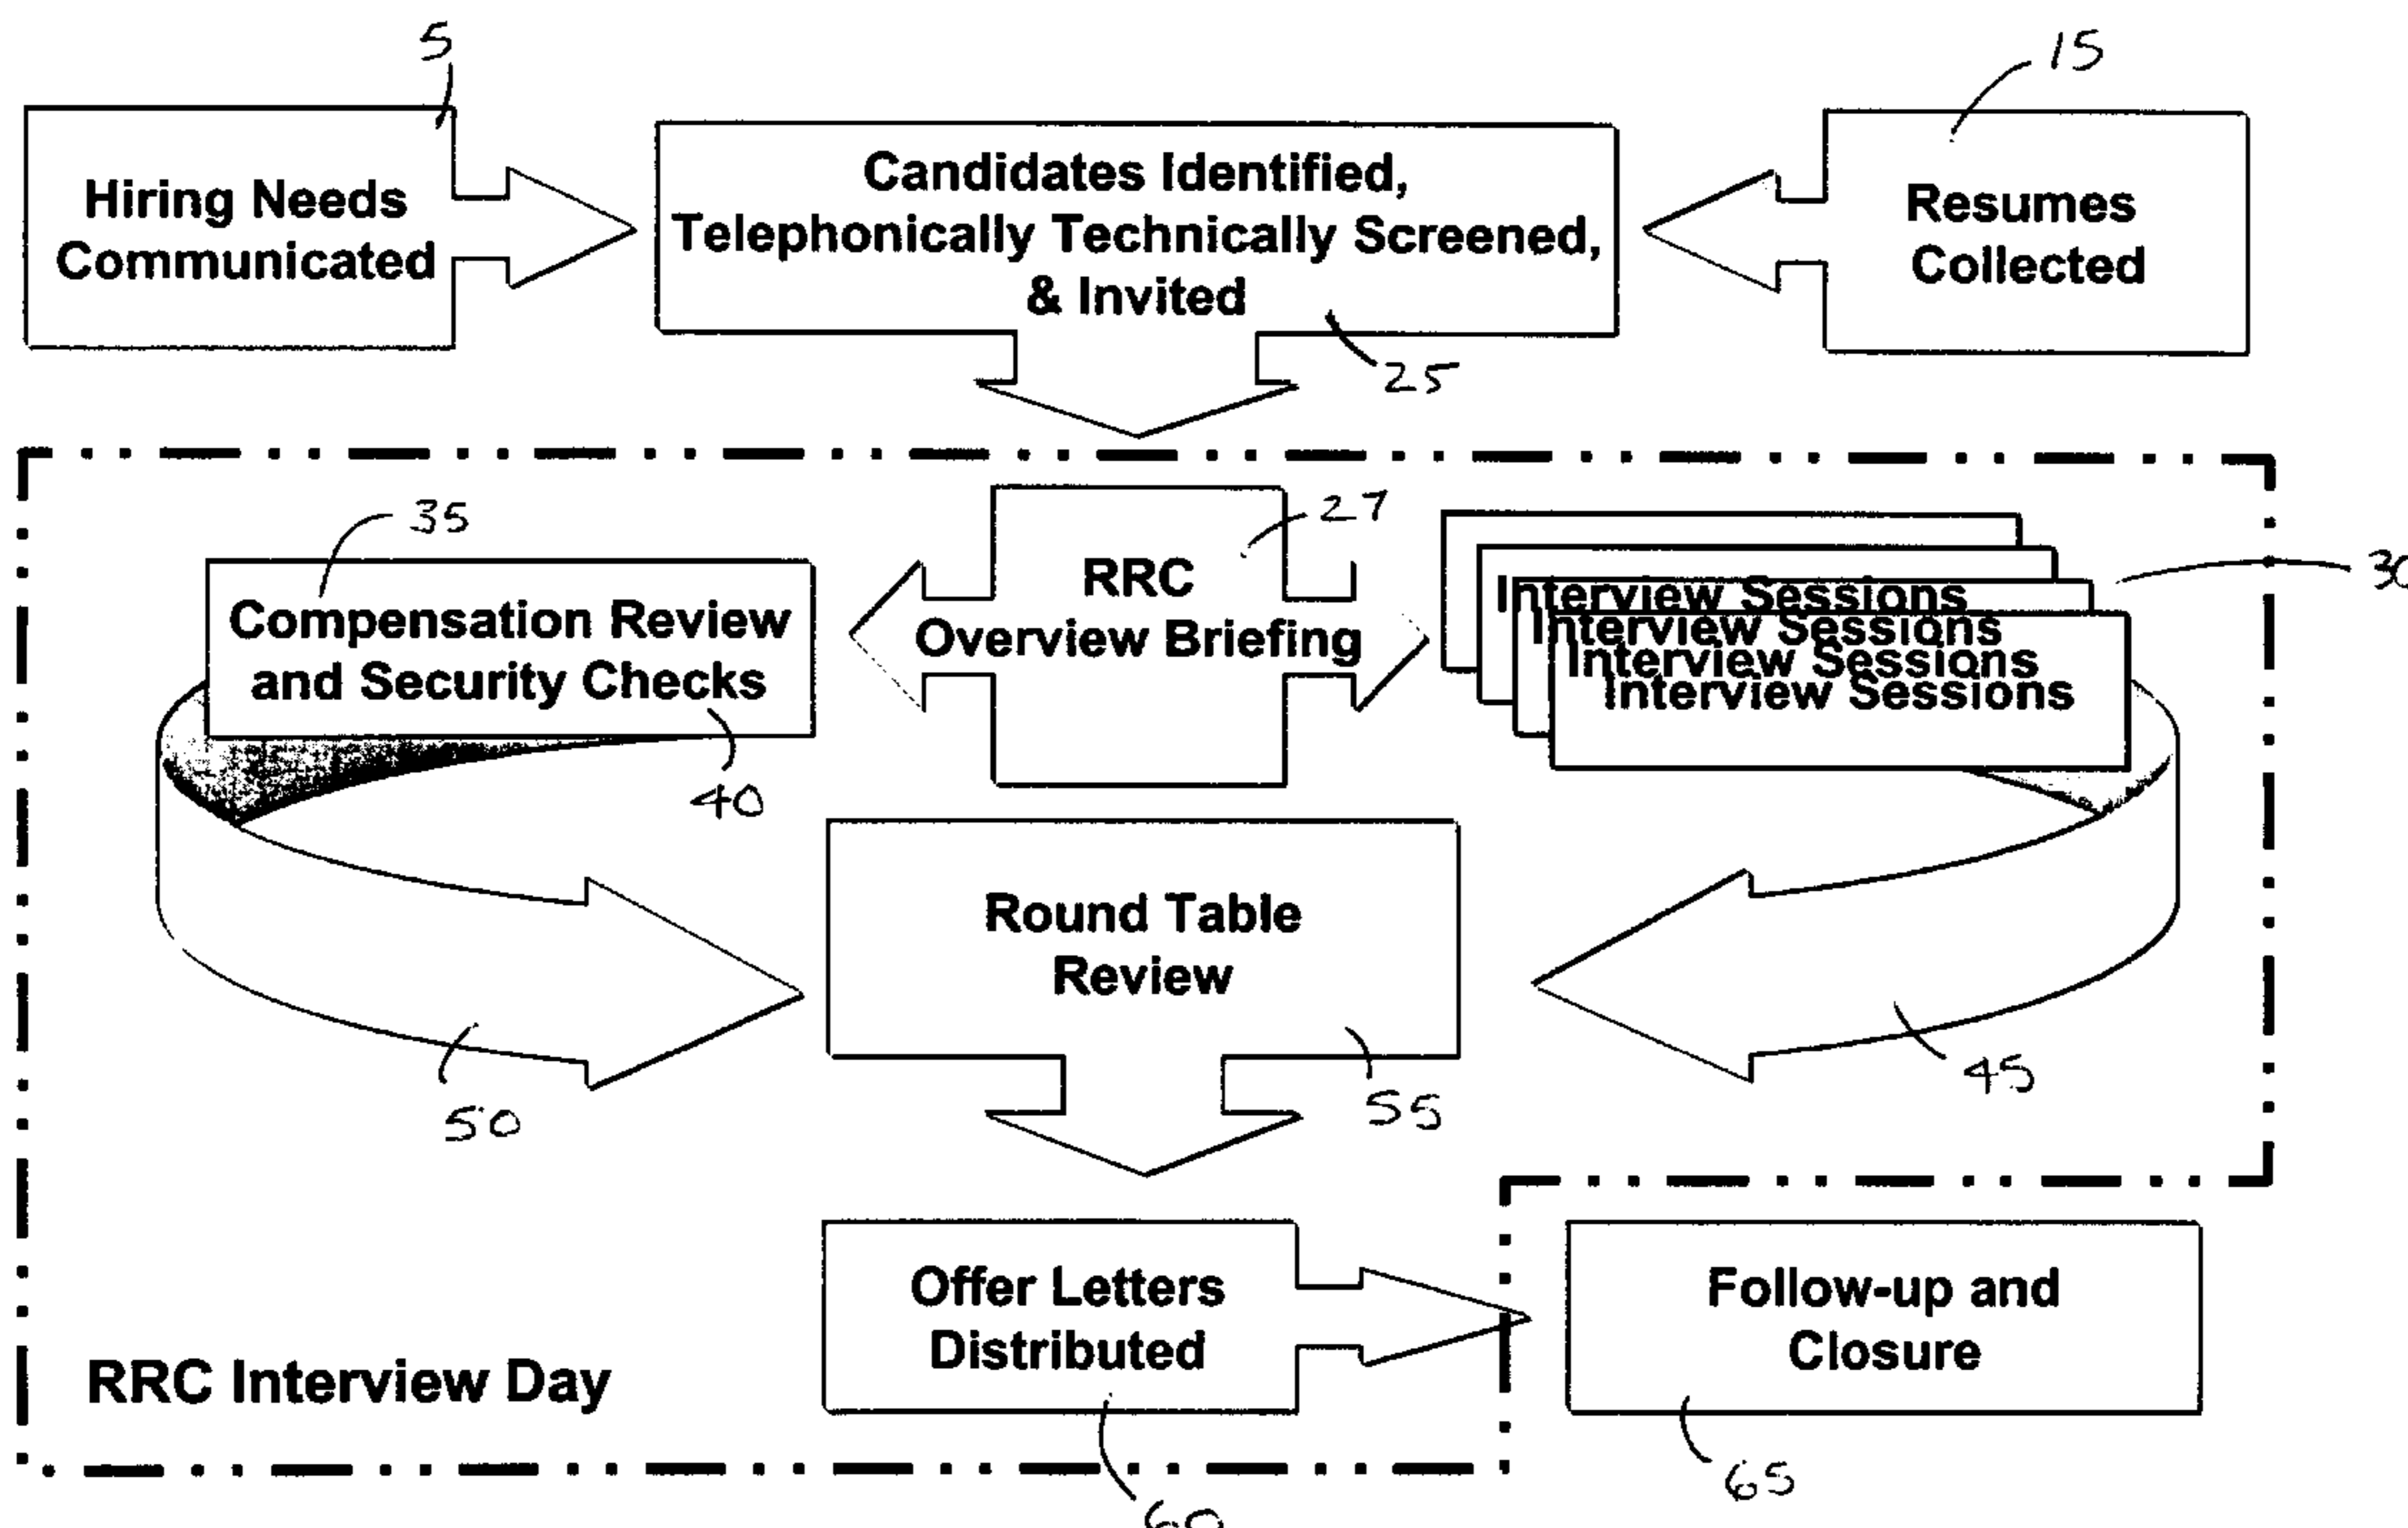 5
15
Hiring Needs
Communicated
Candidates Identified,
Telephonically Technically Screened,
& Invited
Resumes
Collected
25
35
27
30
Compensation Review
and Security Checks
RRC
Overview Briefing
Interview Sessions
Interview Sessions
Interview Sessions
Interview Sessions
40
Round Table
Review
50
55
45
Offer Letters
Distributed
Follow-up and
Closure
RRC Interview Day
60
65